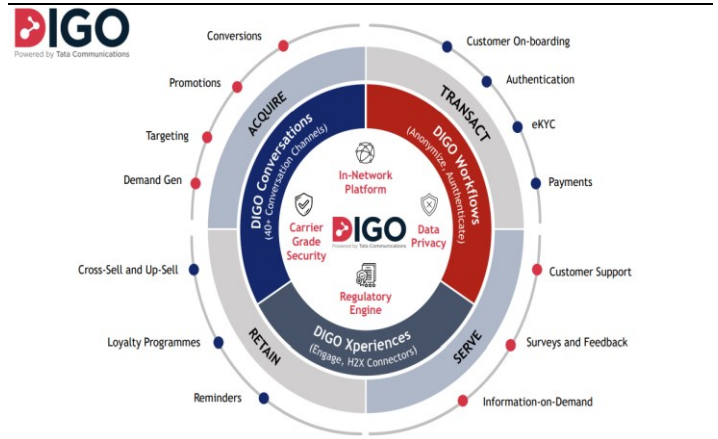 DIGO
Powered by Tata Communications
Conversions
Promotions
Targeting
Demand Gen
Cross-Sell and Up-Sell
Loyalty Programmes
Reminders
Customer On-boarding
Authentication
eKYC
Payments
Customer Support
Surveys and Feedback
Information-on-Demand
ACQUIRE
TRANSACT
RETAIN
SERVE
DIGO Conversations
(40+ Conversation Channels)
DIGO Workflows
(Anonymize, Aunthenticate)
DIGO Xperiences
(Engage, H2X Connectors)
In-Network
Platform
Carrier
Grade
Security
DIGO
Powered by Tata Communications
Data
Privacy
Regulatory
Engine